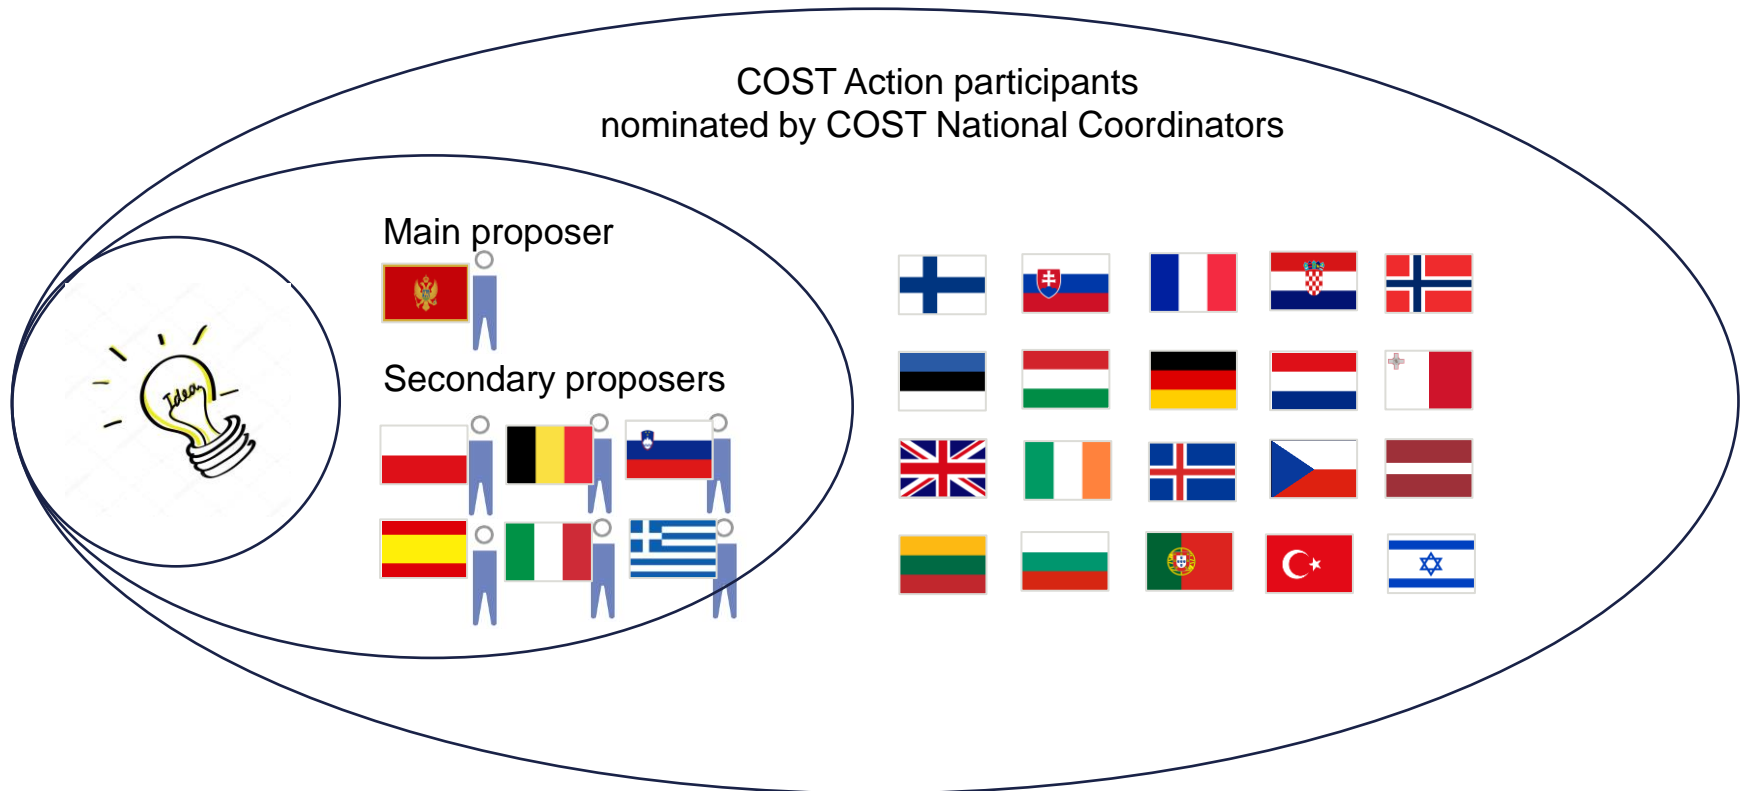 COST Action participants
nominated by COST National Coordinators
Main proposer
Secondary proposers
Idea